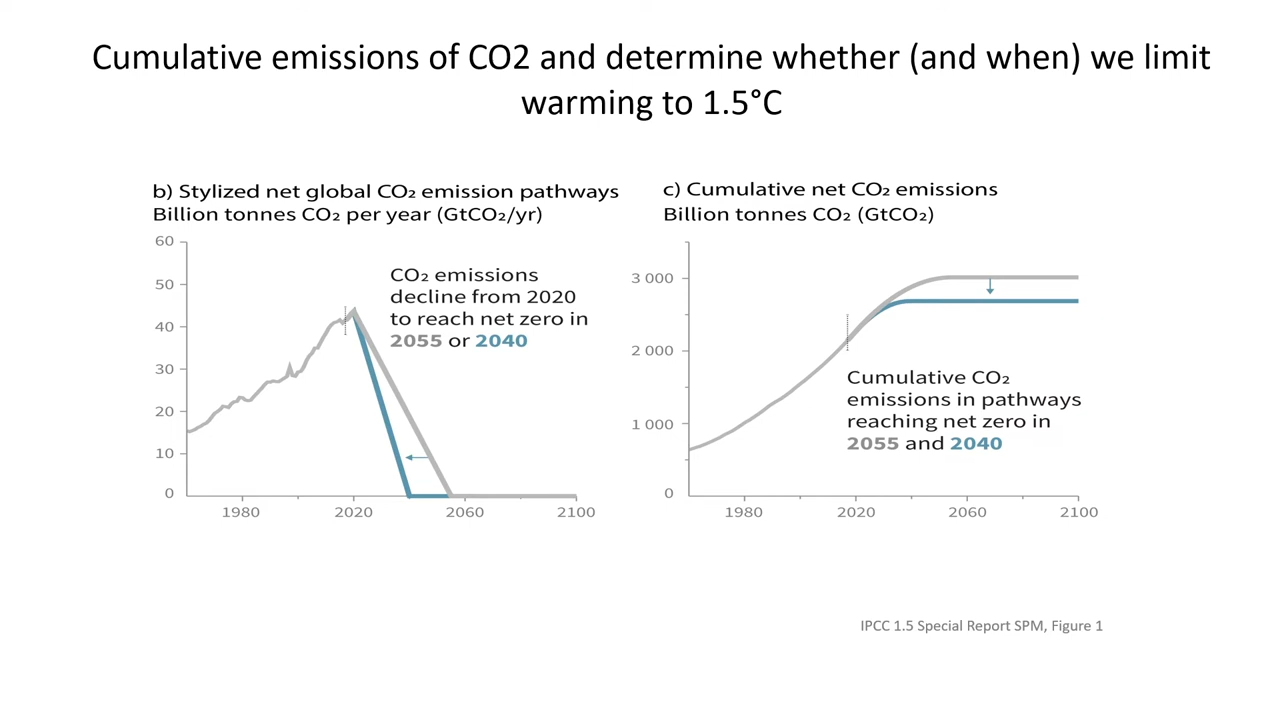 Cumulative emissions of CO2 and determine whether (and when) we limit
warming to 1.5°C
b) Stylized net global CO₂ emission pathways
Billion tonnes CO₂ per year (GtCO₂/yr)
60
50
40
30
20
10
0
1980
2020
2060
2100
CO₂ emissions
decline from 2020
to reach net zero in
2055 or 2040
c) Cumulative net CO₂ emissions
Billion tonnes CO₂ (GtCO₂)
3 000
2 000
1 000
0
1980
2020
2060
2100
Cumulative CO₂
emissions in pathways
reaching net zero in
2055 and 2040
IPCC 1.5 Special Report SPM, Figure 1